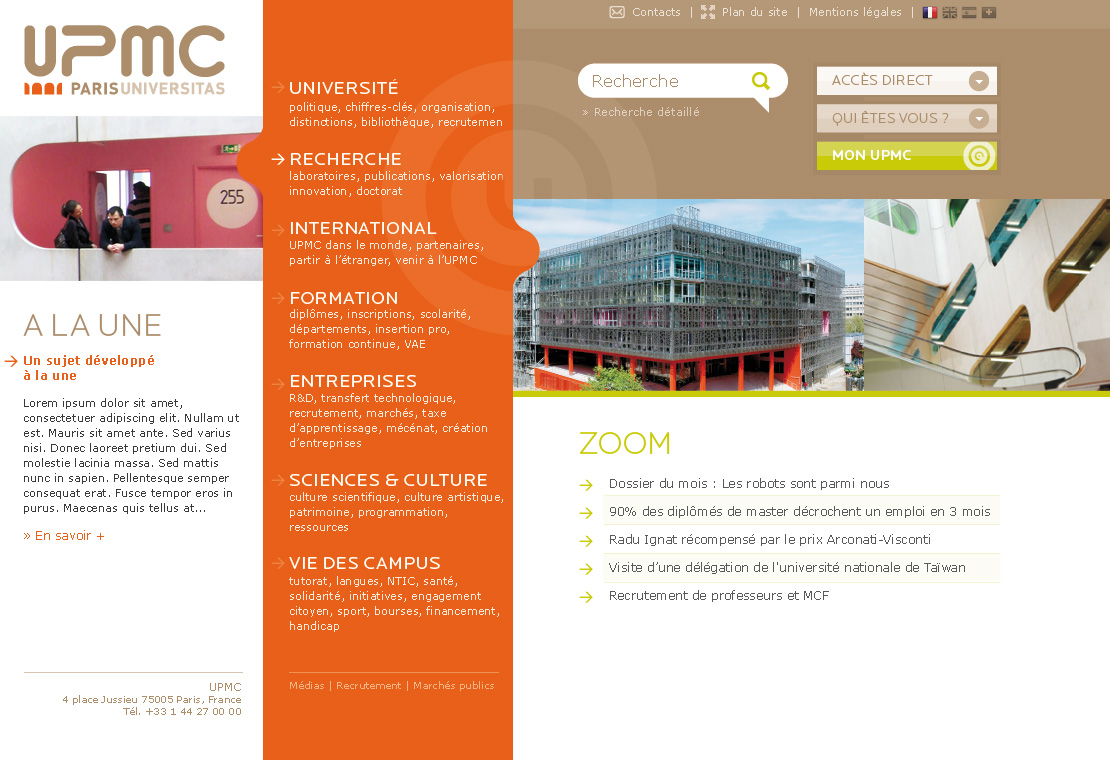 UPMC
PARISUNIVERSITAS
255
A LA UNE
Un sujet développé
à la une
Lorem ipsum dolor sit amet,
consectetuer adipiscing elit. Nullam ut
est. Mauris sit amet ante. Sed varius
nisi. Donec laoreet pretium dui. Sed
molestie lacinia massa. Sed mattis
nunc in sapien. Pellentesque semper
consequat erat. Fusce tempor eros in
purus. Maecenas quis tellus at...
» En savoir +
UPMC
4 place Jussieu 75005 Paris, France
Tél. +33 1 44 27 00 00
UNIVERSITÉ
politique, chiffres-clés, organisation,
distinctions, bibliothèque, recrutemen
RECHERCHE
laboratoires, publications, valorisation
innovation, doctorat
INTERNATIONAL
UPMC dans le monde, partenaires,
partir à l'étranger, venir à l'UPMC
FORMATION
diplômes, inscriptions, scolarité,
départements, insertion pro,
formation continue, VAE
ENTREPRISES
R&D, transfert technologique,
recrutement, marchés, taxe
d'apprentissage, mécénat, création
d'entreprises
SCIENCES & CULTURE
culture scientifique, culture artistique,
patrimoine, programmation,
ressources
VIE DES CAMPUS
tutorat, langues, NTIC, santé,
solidarité, initiatives, engagement
citoyen, sport, bourses, financement,
handicap
Médias | Recrutement | Marchés publics
Contacts | Plan du site | Mentions légales |
Recherche
» Recherche détaillé
ACCÈS DIRECT
QUI ÊTES VOUS ?
MON UPMC
ZOOM
Dossier du mois : Les robots sont parmi nous
90% des diplômés de master décrochent un emploi en 3 mois
Radu Ignat récompensé par le prix Arconati-Visconti
Visite d'une délégation de l'université nationale de Taïwan
Recrutement de professeurs et MCF